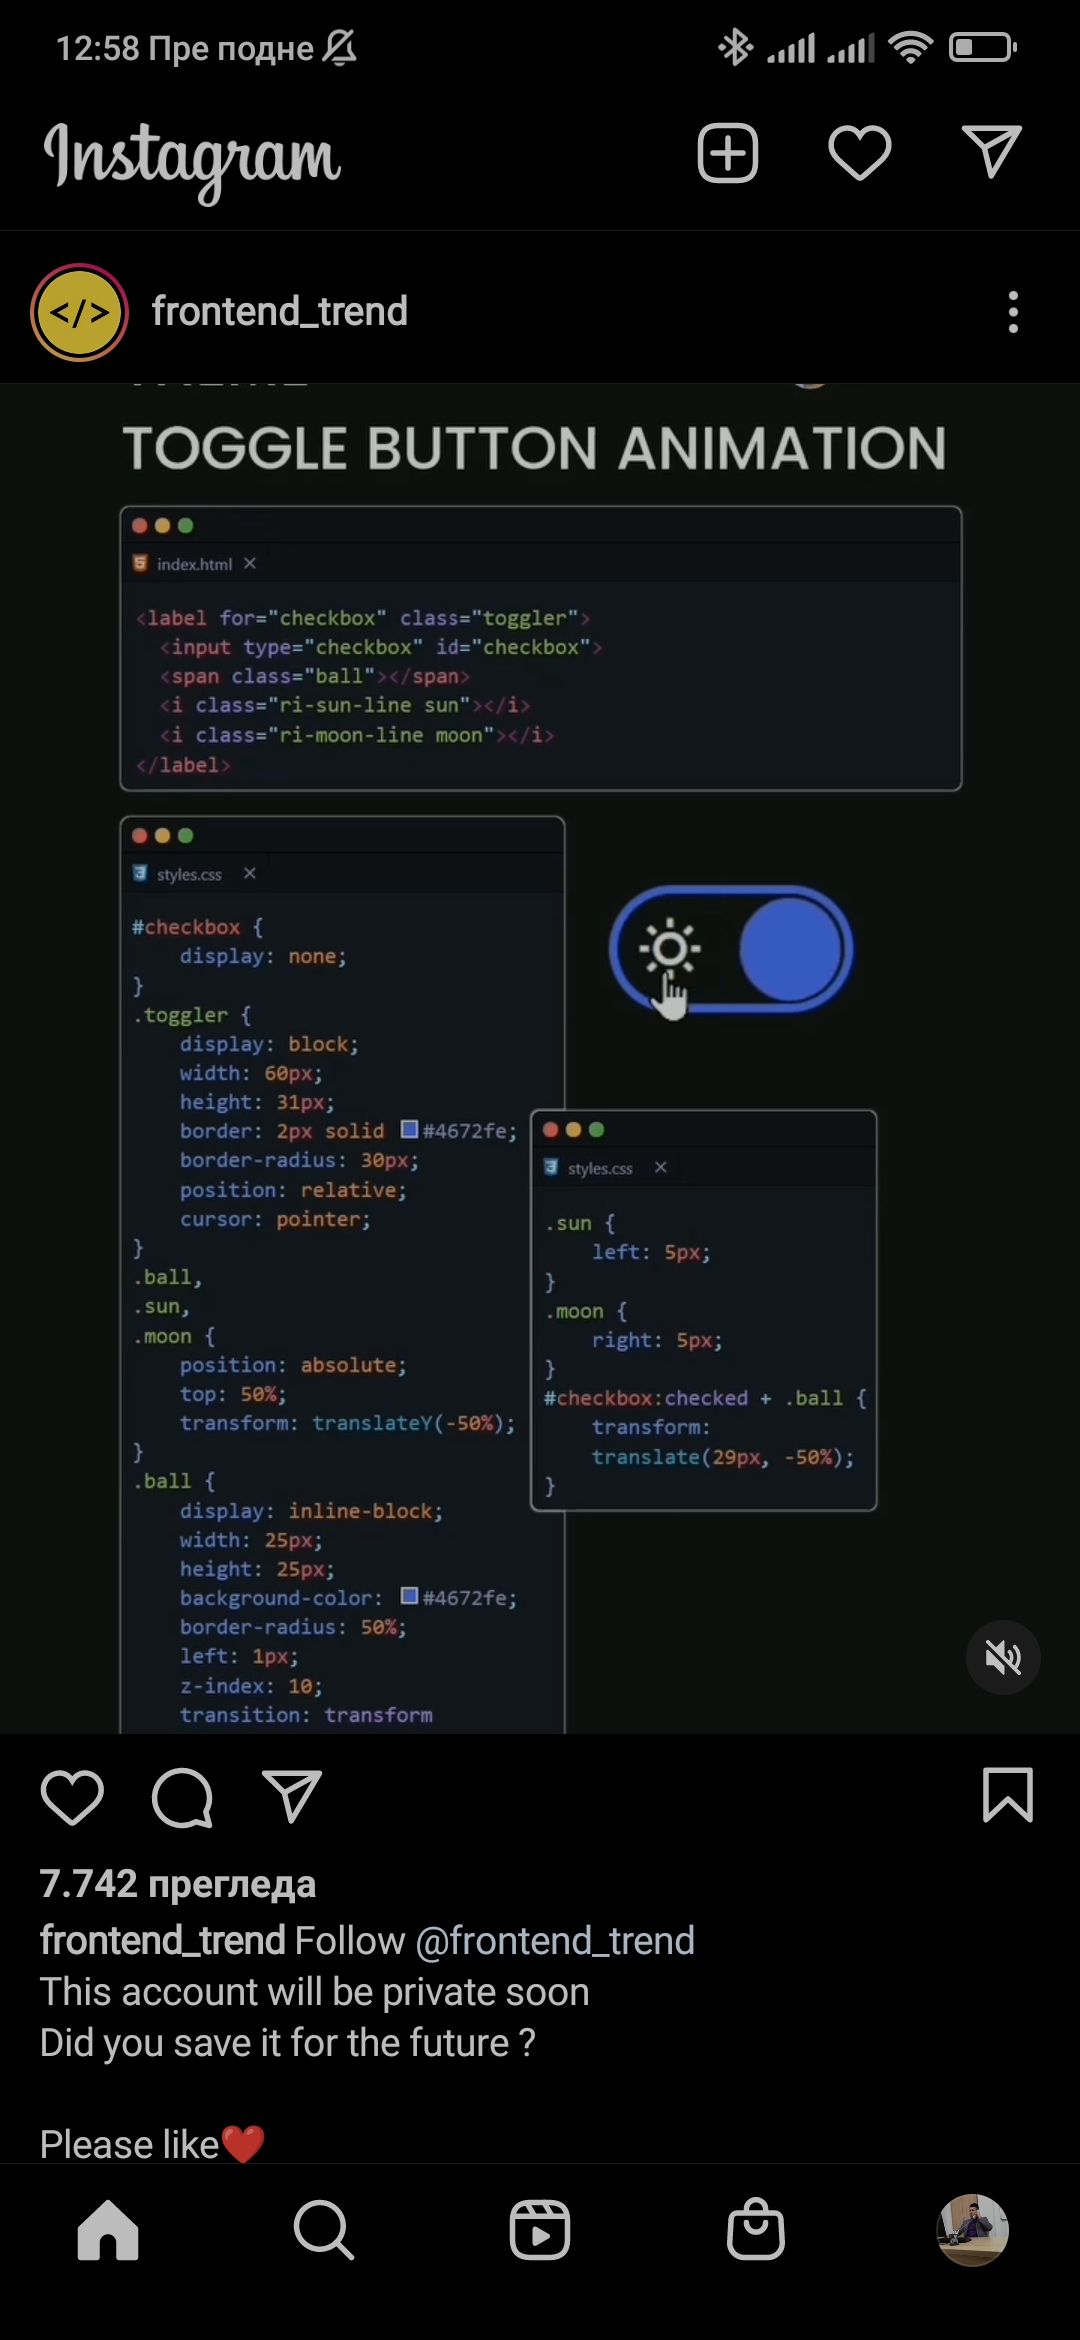 12:58 Пре подне
Instagram
</> frontend_trend
TOGGLE BUTTON ANIMATION
index.html ×
<label for="checkbox" class="toggler">
<input type="checkbox" id="checkbox">
<span class="ball"></span>
<i class="ri-sun-line sun"></i>
<i class="ri-moon-line moon"></i>
</label>
styles.css ×
#checkbox {
display: none;
}
.toggler {
display: block;
width: 60px;
height: 31px;
border: 2px solid #4672fe;
border-radius: 30px;
position: relative;
cursor: pointer;
}
.ball,
.sun,
.moon {
position: absolute;
top: 50%;
transform: translateY(-50%);
}
.ball {
display: inline-block;
width: 25px;
height: 25px;
background-color: #4672fe;
border-radius: 50%;
left: 1px;
z-index: 10;
transition: transform
styles.css ×
.sun {
left: 5px;
}
.moon {
right: 5px;
}
#checkbox:checked + .ball {
transform:
translate(29px, -50%);
}
7.742 прегледа
frontend_trend Follow @frontend_trend
This account will be private soon
Did you save it for the future ?
Please like❤️